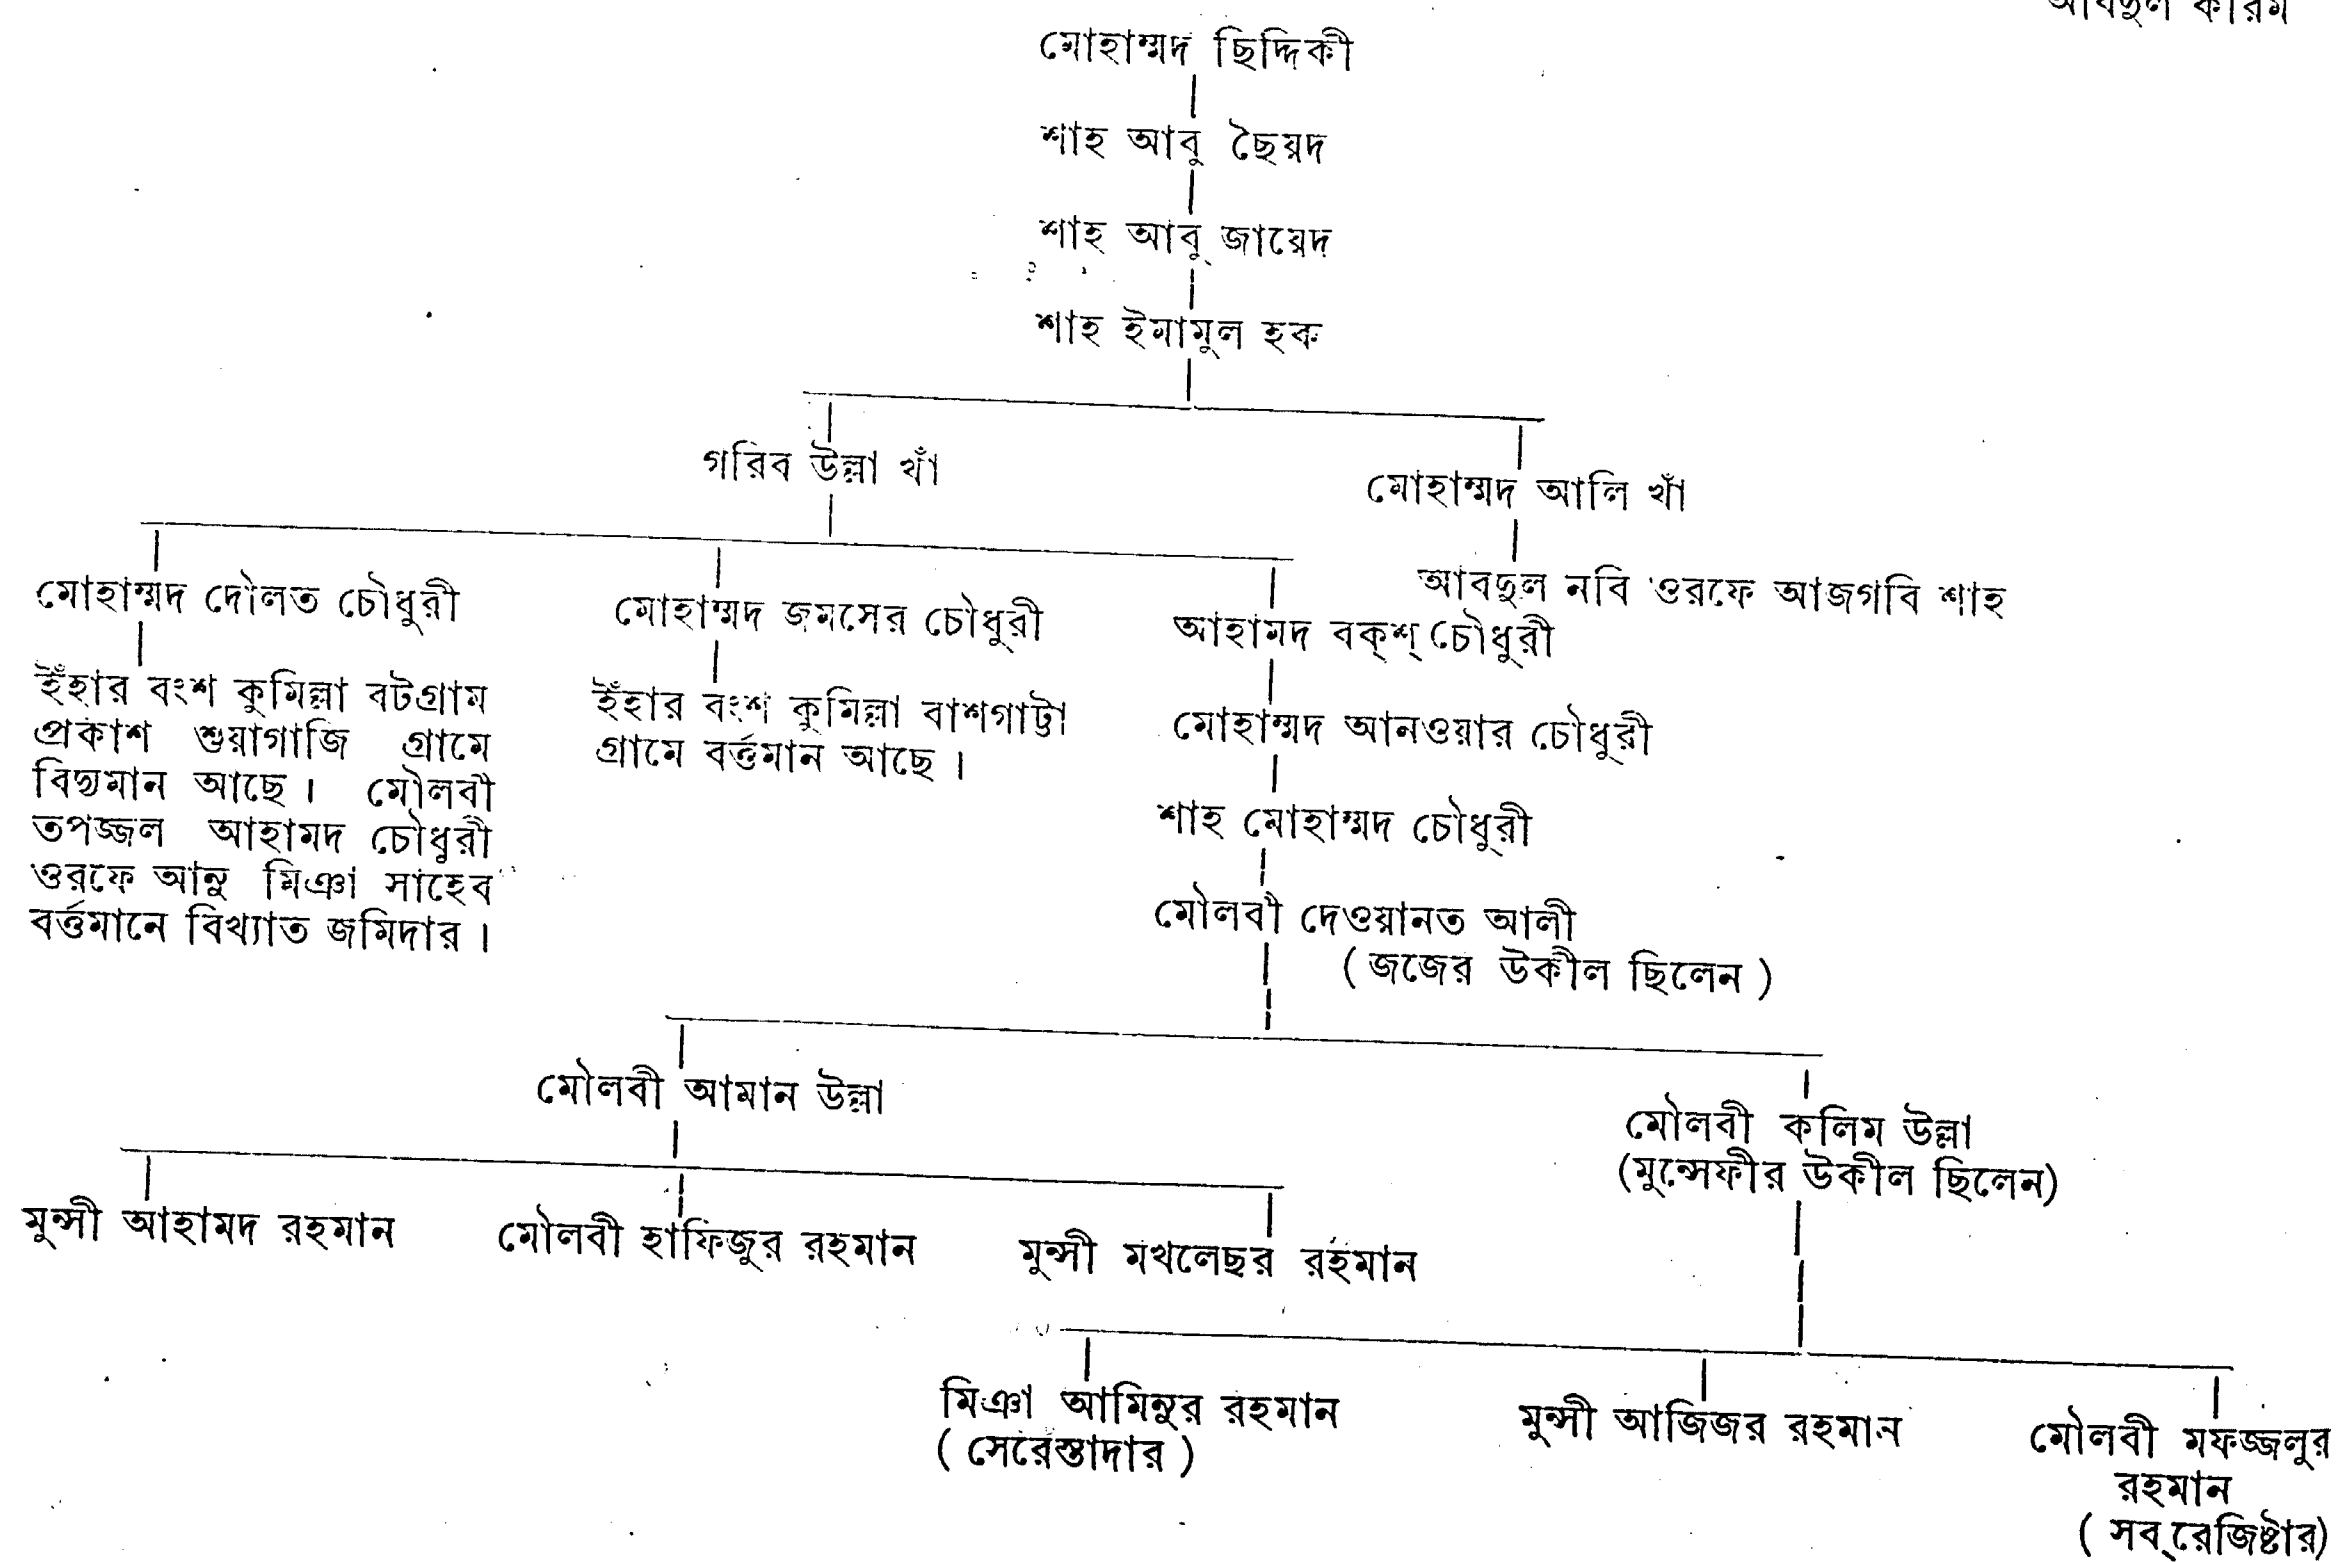 আবদুল করিম
মোহাম্মদ ছিদ্দিকী
শাহ আবু ছৈয়দ
শাহ আবু জায়েদ
শাহ ইমামুল হক
গরিব উল্লা খাঁ
মোহাম্মদ আলি খাঁ
মোহাম্মদ দৌলত চৌধুরী
মোহাম্মদ জমসের চৌধুরী
আহামদ বক্‌শ্ চৌধুরী
আবদুল নবি ওরফে আজগবি শাহ
ইঁহার বংশ কুমিল্লা বটগ্রাম
প্রকাশ শুয়াগাজি গ্রামে
বিদ্যমান আছে। মৌলবী
তপজ্জল আহামদ চৌধুরী
ওরফে আনু মিঞা সাহেব
বর্ত্তমানে বিখ্যাত জমিদার।
ইঁহার বংশ কুমিল্লা বাশগাট্টা
গ্রামে বর্ত্তমান আছে।
মোহাম্মদ আনওয়ার চৌধুরী
শাহ মোহাম্মদ চৌধুরী
মৌলবী দেওয়ানত আলী
( জজের উকীল ছিলেন )
মৌলবী আমান উল্লা
মৌলবী কলিম উল্লা
(মুন্সেফীর উকীল ছিলেন)
মুন্সী আহামদ রহমান
মৌলবী হাফিজুর রহমান
মুন্সী মখলেছর রহমান
মিঞা আমিনুর রহমান
( সেরেস্তাদার )
মুন্সী আজিজর রহমান
মৌলবী মফজ্জলুর
রহমান
( সব্‌রেজিষ্টার)